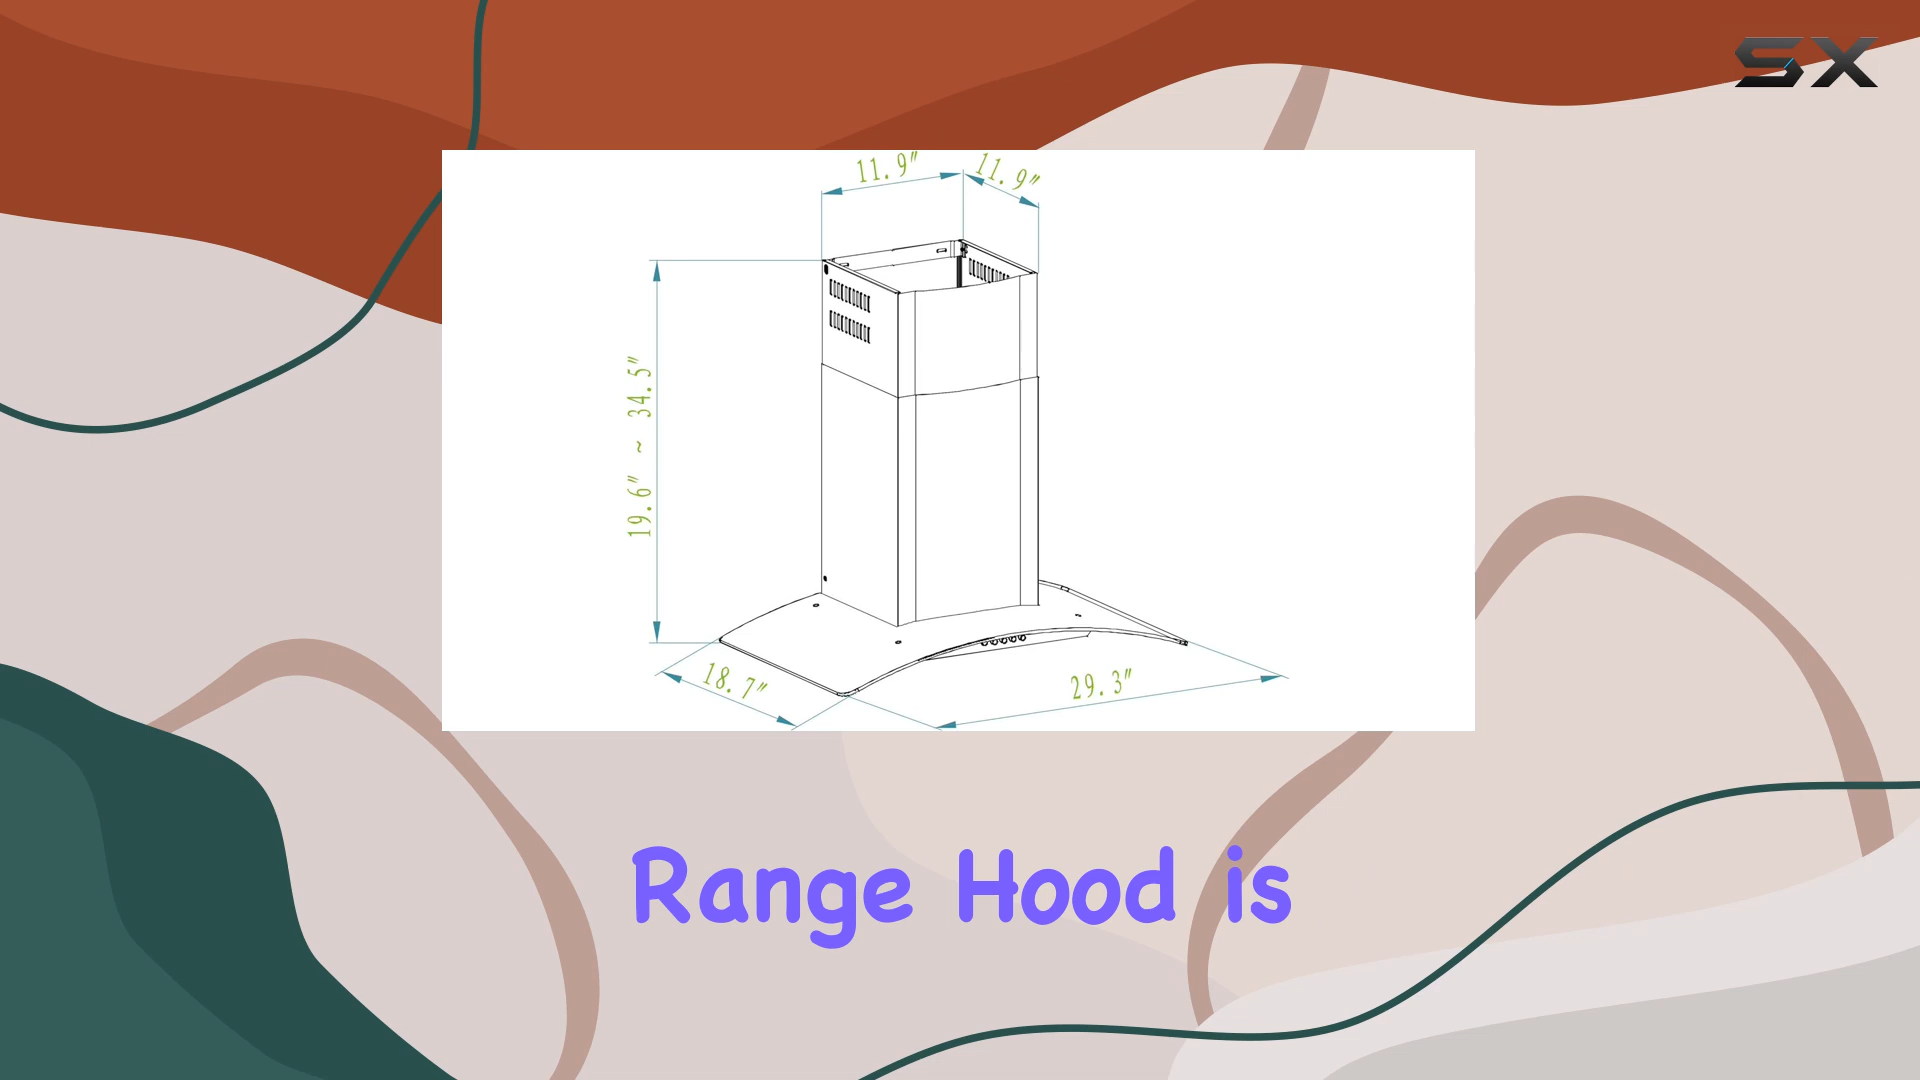 SX
11.9″ 11.9″
19.6″ ~ 34.5″
18.7″
29.3″
Range Hood is